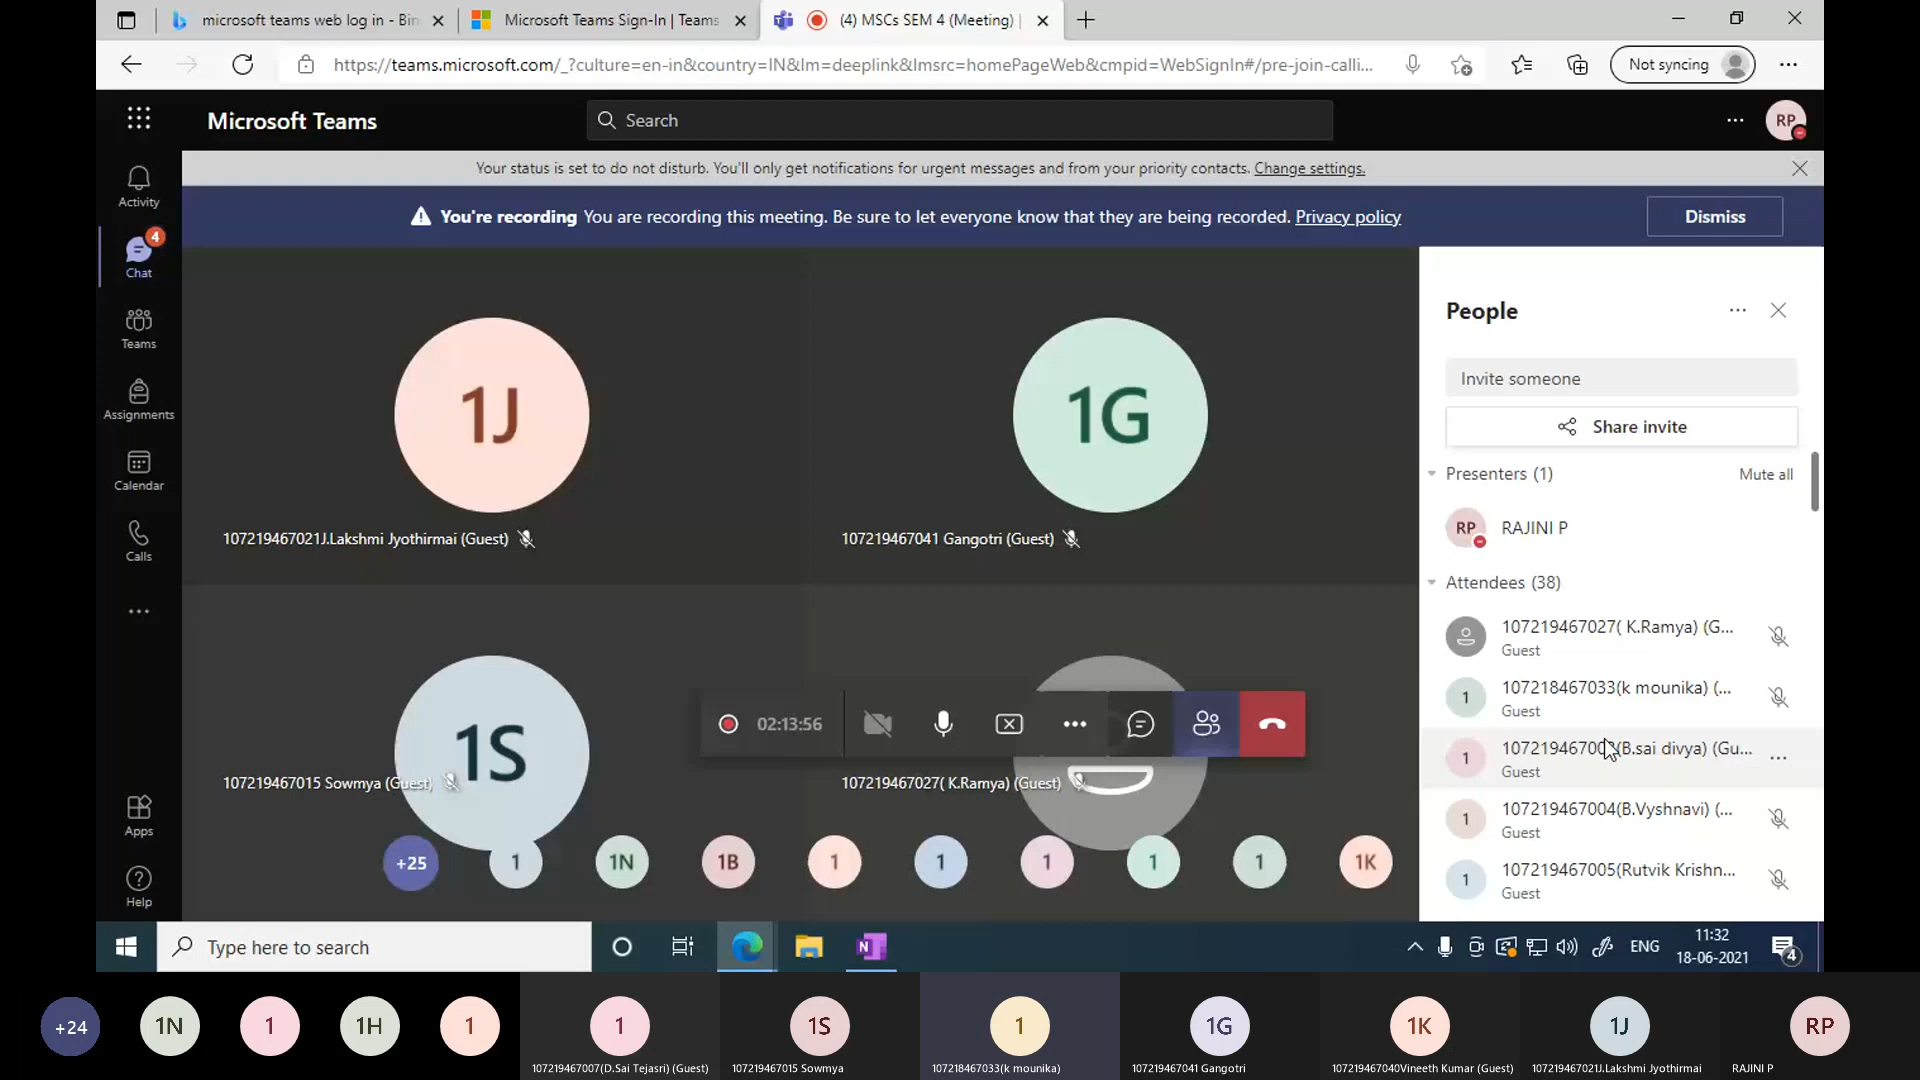 microsoft teams web log in - Bin
Microsoft Teams Sign-In | Teams
(4) MSCs SEM 4 (Meeting) |
https://teams.microsoft.com/_?culture=en-in&country=IN&lm=deeplink&lmsrc=homePageWeb&cmpid=WebSignIn#/pre-join-calli...
Not syncing
Microsoft Teams
Search
RP
Your status is set to do not disturb. You'll only get notifications for urgent messages and from your priority contacts. Change settings.
You're recording You are recording this meeting. Be sure to let everyone know that they are being recorded. Privacy policy
Dismiss
Activity
4
Chat
Teams
Assignments
Calendar
Calls
Apps
Help
1J
107219467021J.Lakshmi Jyothirmai (Guest)
1G
107219467041 Gangotri (Guest)
1S
107219467015 Sowmya (Guest)
107219467027( K.Ramya) (Guest)
02:13:56
+25
1
1N
1B
1
1
1
1
1
1K
People
Invite someone
Share invite
Presenters (1)
Mute all
RP
RAJINI P
Attendees (38)
107219467027( K.Ramya) (G...
Guest
1
107218467033(k mounika) (...
Guest
1
(B.sai divya) (Gu...
Guest
1
107219467004(B.Vyshnavi) (...
Guest
1
107219467005(Rutvik Krishn...
Guest
Type here to search
N
ENG
11:32
18-06-2021
4
+24
1N
1
1H
1
1
107219467007(D.Sai Tejasri) (Guest)
1S
107219467015 Sowmya
1
107218467033(k mounika)
1G
107219467041 Gangotri
1K
107219467040Vineeth Kumar (Guest)
1J
107219467021J.Lakshmi Jyothirmai
RP
RAJINI P